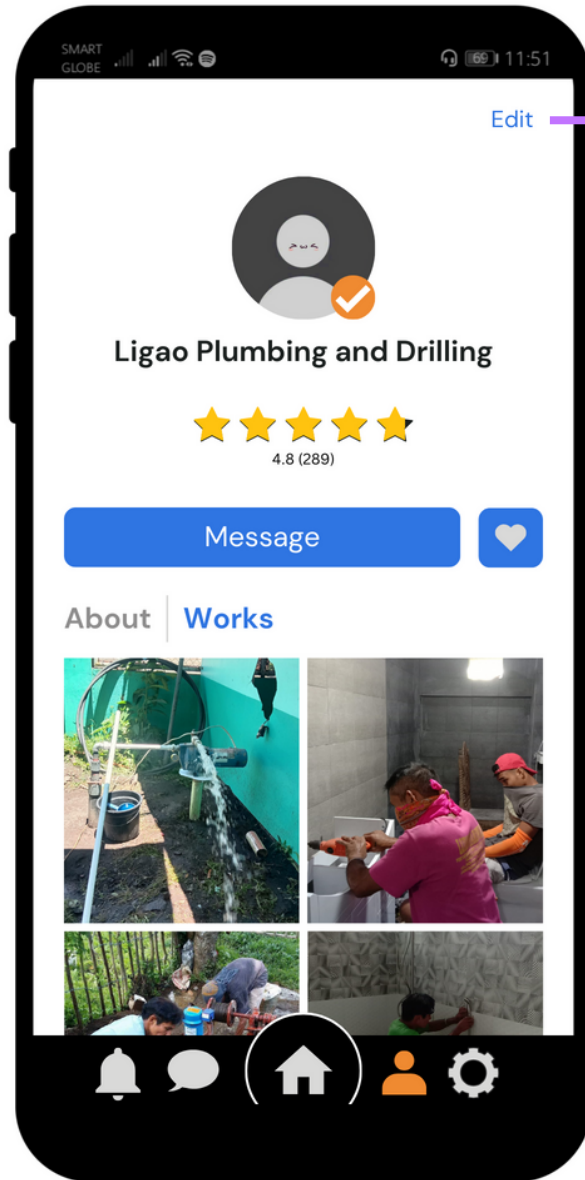 SMART
GLOBE
69 11:51
Edit
Ligao Plumbing and Drilling
4.8 (289)
Message
About Works